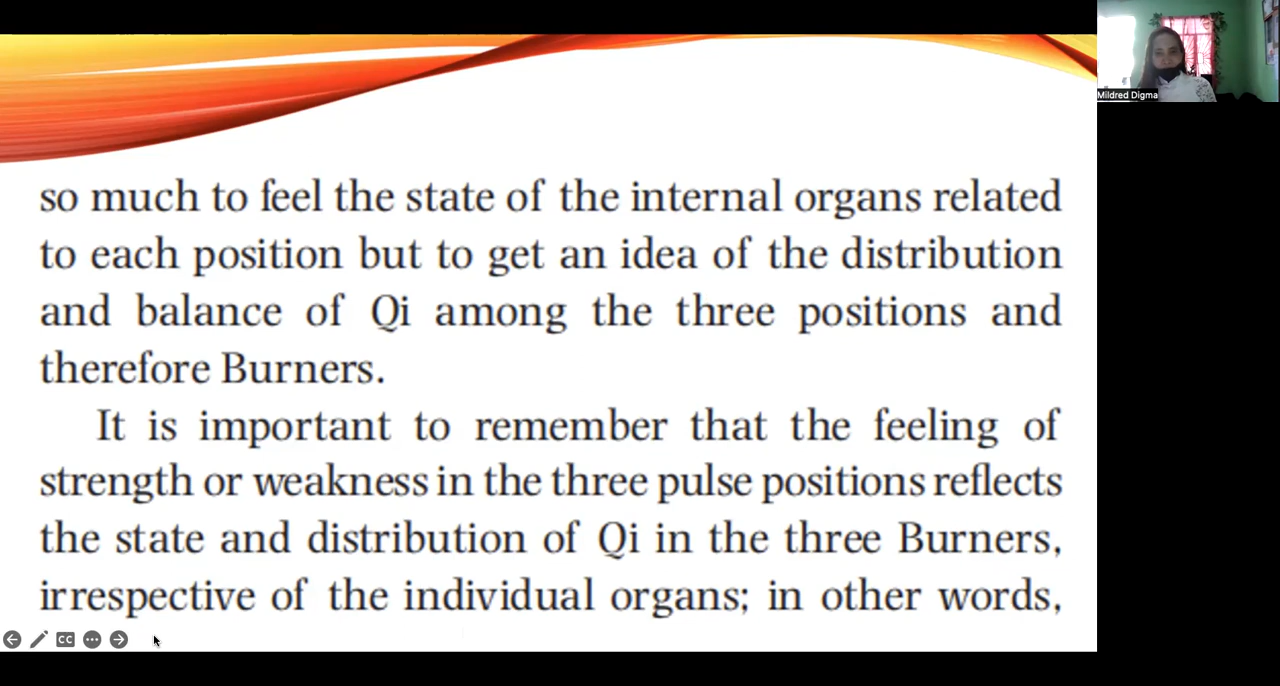 Mildred Digma
so much to feel the state of the internal organs related
to each position but to get an idea of the distribution
and balance of Qi among the three positions and
therefore Burners.
It is important to remember that the feeling of
strength or weakness in the three pulse positions reflects
the state and distribution of Qi in the three Burners,
irrespective of the individual organs; in other words,
CC